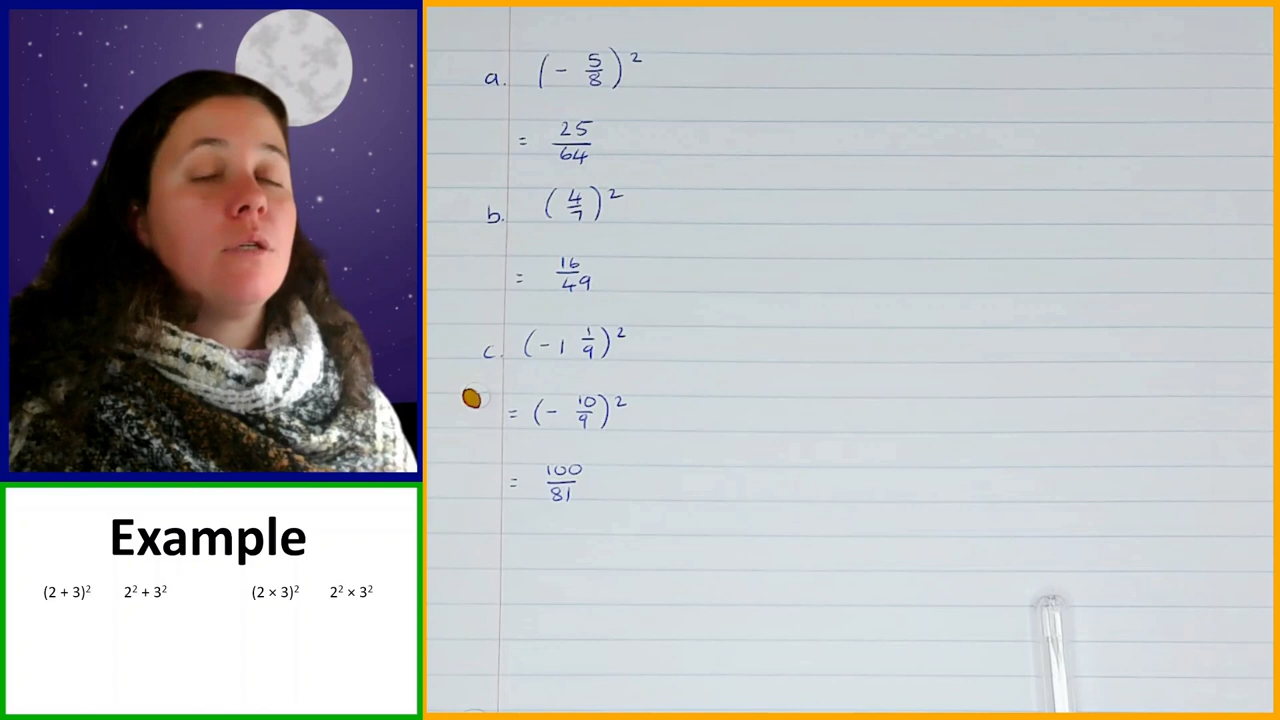 a. (- 5/8)²
= 25/64
b. (4/7)²
= 16/49
c. (-1 1/9)²
= (- 10/9)²
= 100/81
Example
(2 + 3)² 2² + 3² (2 × 3)² 2² × 3²